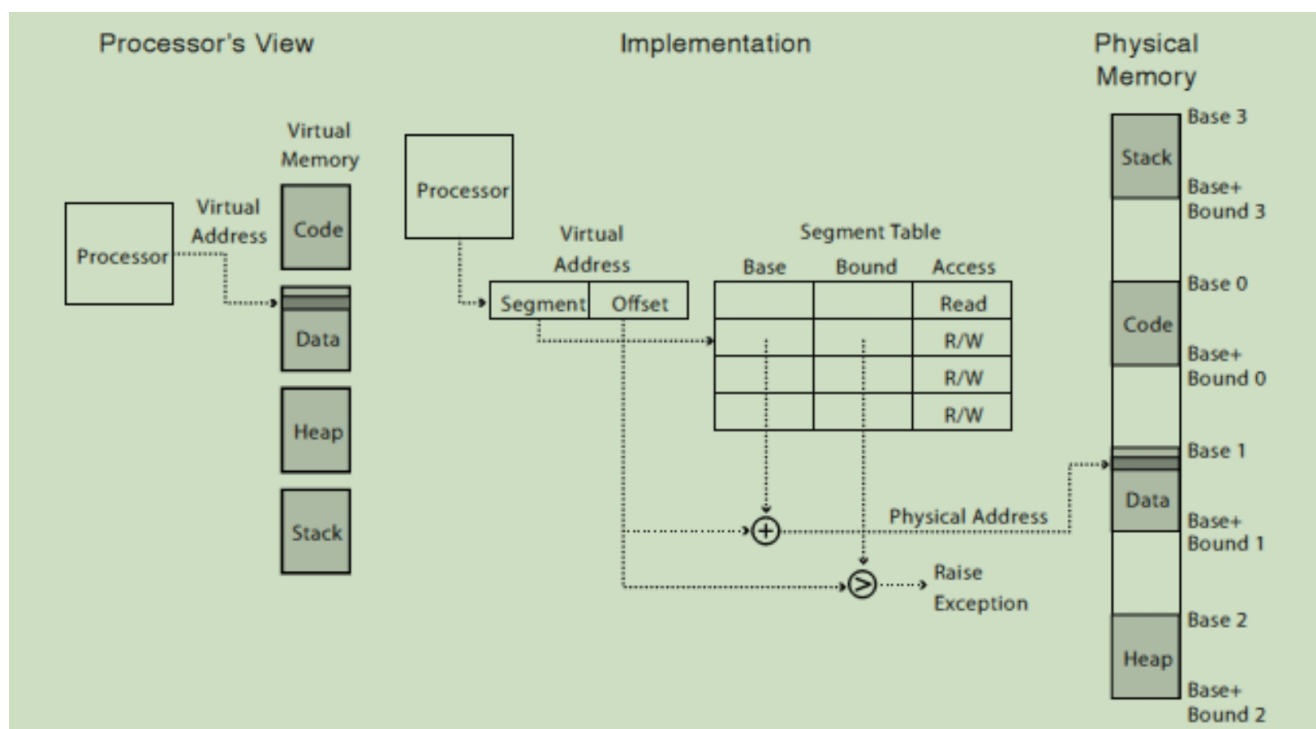 Processor's View
Implementation
Physical
Memory
Virtual
Memory
Processor
Virtual
Address
Code
Data
Heap
Stack
Processor
Virtual
Address
Segment Offset
Segment Table
Base Bound Access
Read
R/W
R/W
R/W
+
Physical Address
>
Raise
Exception
Base 3
Stack
Base+
Bound 3
Base 0
Code
Base+
Bound 0
Base 1
Data
Base+
Bound 1
Base 2
Heap
Base+
Bound 2